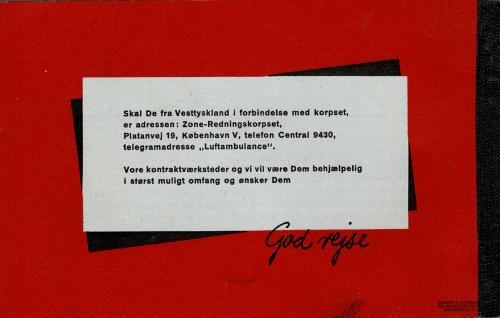 Skal De fra Vesttyskland i forbindelse med korpset,
er adressen: Zone-Redningskorpset,
Platanvej 19, København V, telefon Central 9430,
telegramadresse „Luftambulance“.
Vore kontraktværksteder og vi vil være Dem behjælpelig
i størst muligt omfang og ønsker Dem
God rejse